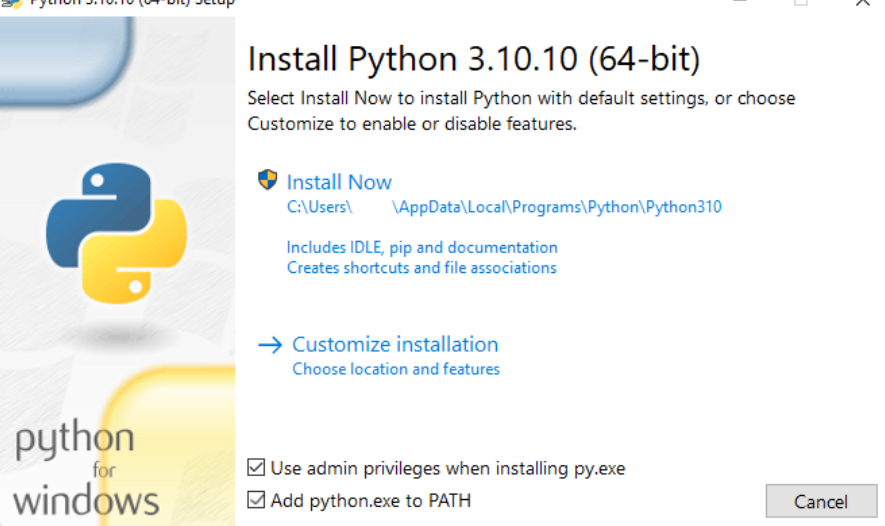 Python 3.10.10 (64-bit) Setup
Install Python 3.10.10 (64-bit)
Select Install Now to install Python with default settings, or choose
Customize to enable or disable features.
Install Now
C:\Users\ \AppData\Local\Programs\Python\Python310
Includes IDLE, pip and documentation
Creates shortcuts and file associations
Customize installation
Choose location and features
python
for
windows
Use admin privileges when installing py.exe
Add python.exe to PATH
Cancel